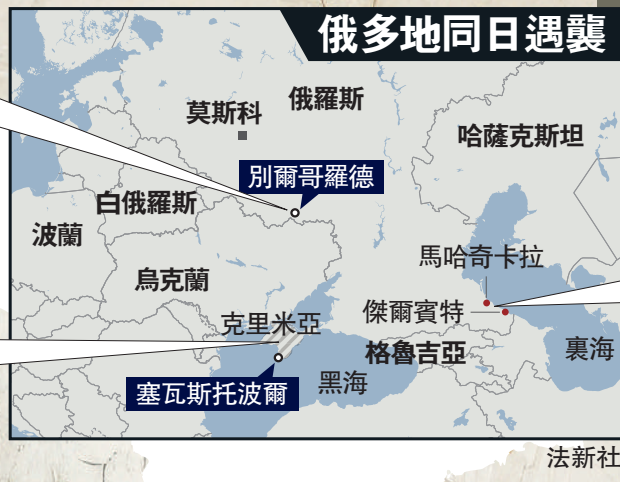 俄多地同日遇襲
俄羅斯
莫斯科
哈薩克斯坦
別爾哥羅德
白俄羅斯
波蘭
馬哈奇卡拉
烏克蘭
傑爾賓特
克里米亞
格魯吉亞
裏海
黑海
塞瓦斯托波爾
法新社